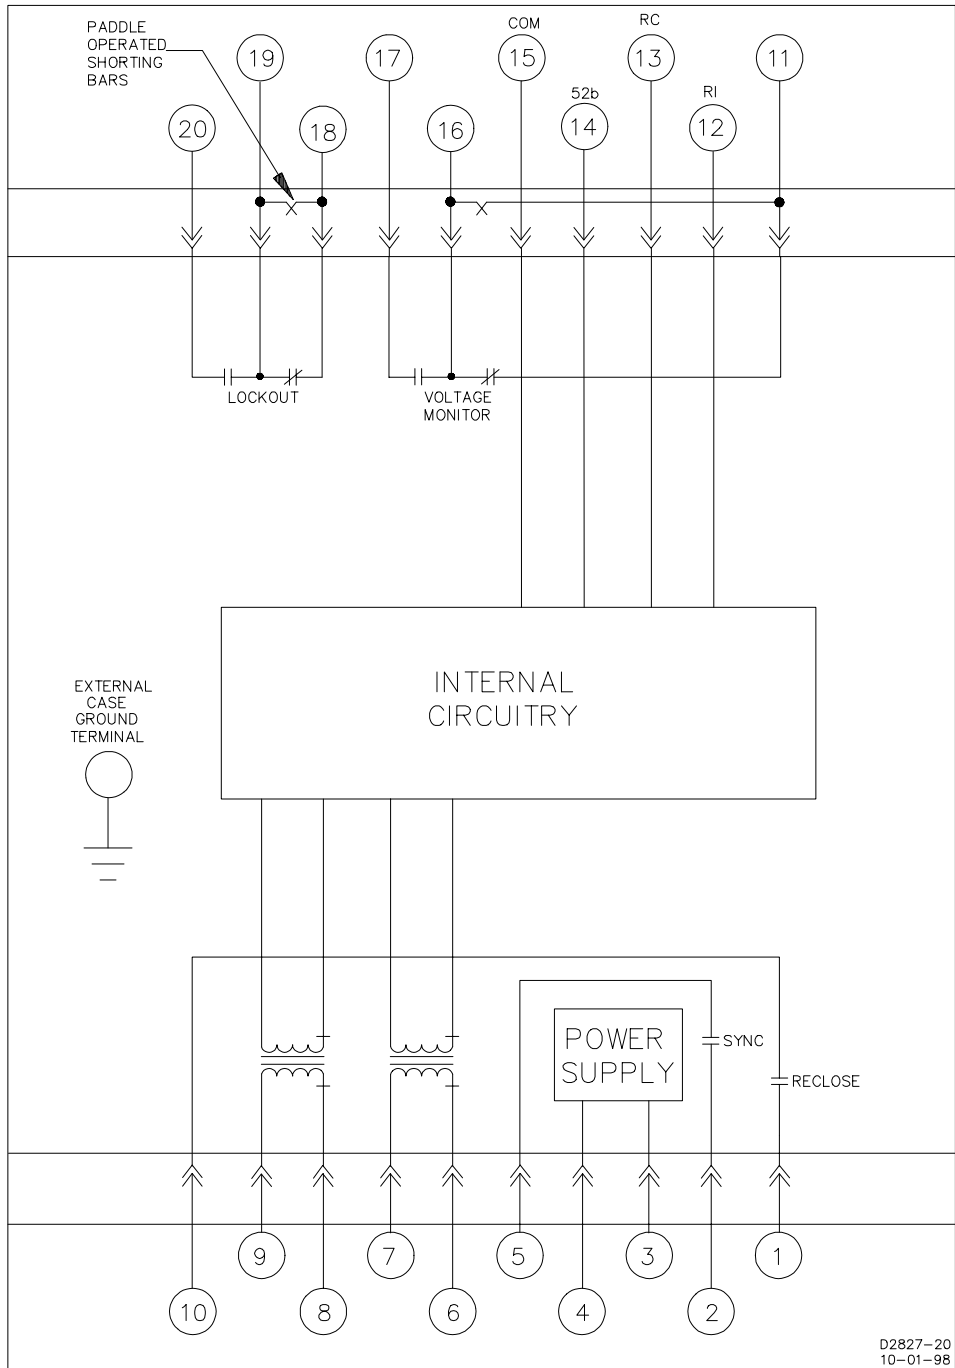 PADDLE
OPERATED
SHORTING
BARS
COM
RC
19
17
15
13
11
52b
RI
20
18
16
14
12
LOCKOUT
VOLTAGE
MONITOR
INTERNAL
CIRCUITRY
EXTERNAL
CASE
GROUND
TERMINAL
POWER
SUPPLY
SYNC
RECLOSE
9
7
5
3
1
10
8
6
4
2
D2827-20
10-01-98